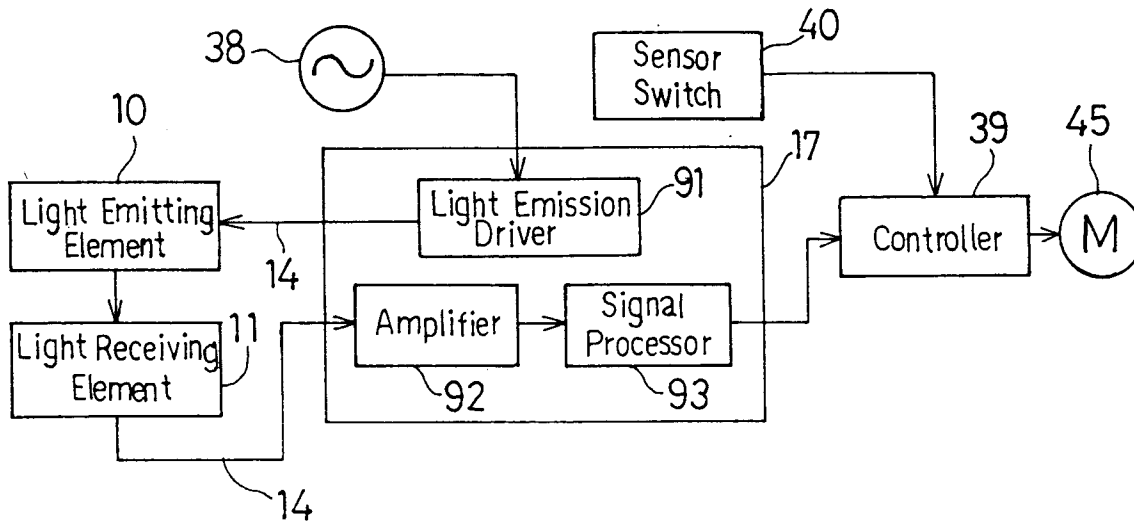 38
Sensor
Switch
40
10
17
39
45
Light Emitting
Element
Light Emission
Driver
91
14
Controller
M
Light Receiving
Element
11
Amplifier
92
Signal
Processor
93
14